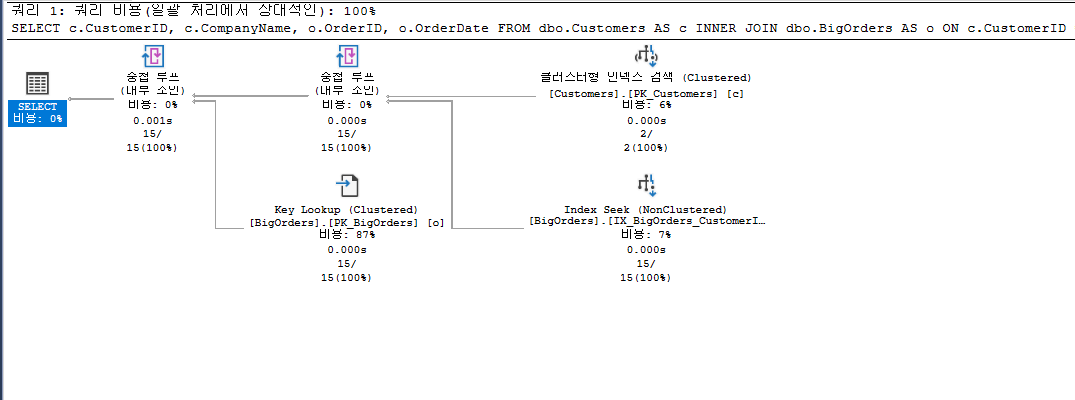 쿼리 1: 쿼리 비용(일괄 처리에서 상대적인): 100%
SELECT c.CustomerID, c.CompanyName, o.OrderID, o.OrderDate FROM dbo.Customers AS c INNER JOIN dbo.BigOrders AS o ON c.CustomerID
SELECT
비용: 0%
중첩 루프
(내부 조인)
비용: 0%
0.001s
15/
15(100%)
중첩 루프
(내부 조인)
비용: 0%
0.000s
15/
15(100%)
클러스터형 인덱스 검색 (Clustered)
[Customers].[PK_Customers] [c]
비용: 6%
0.000s
2/
2(100%)
Key Lookup (Clustered)
[BigOrders].[PK_BigOrders] [o]
비용: 87%
0.000s
15/
15(100%)
Index Seek (NonClustered)
[BigOrders].[IX_BigOrders_CustomerI…
비용: 7%
0.000s
15/
15(100%)